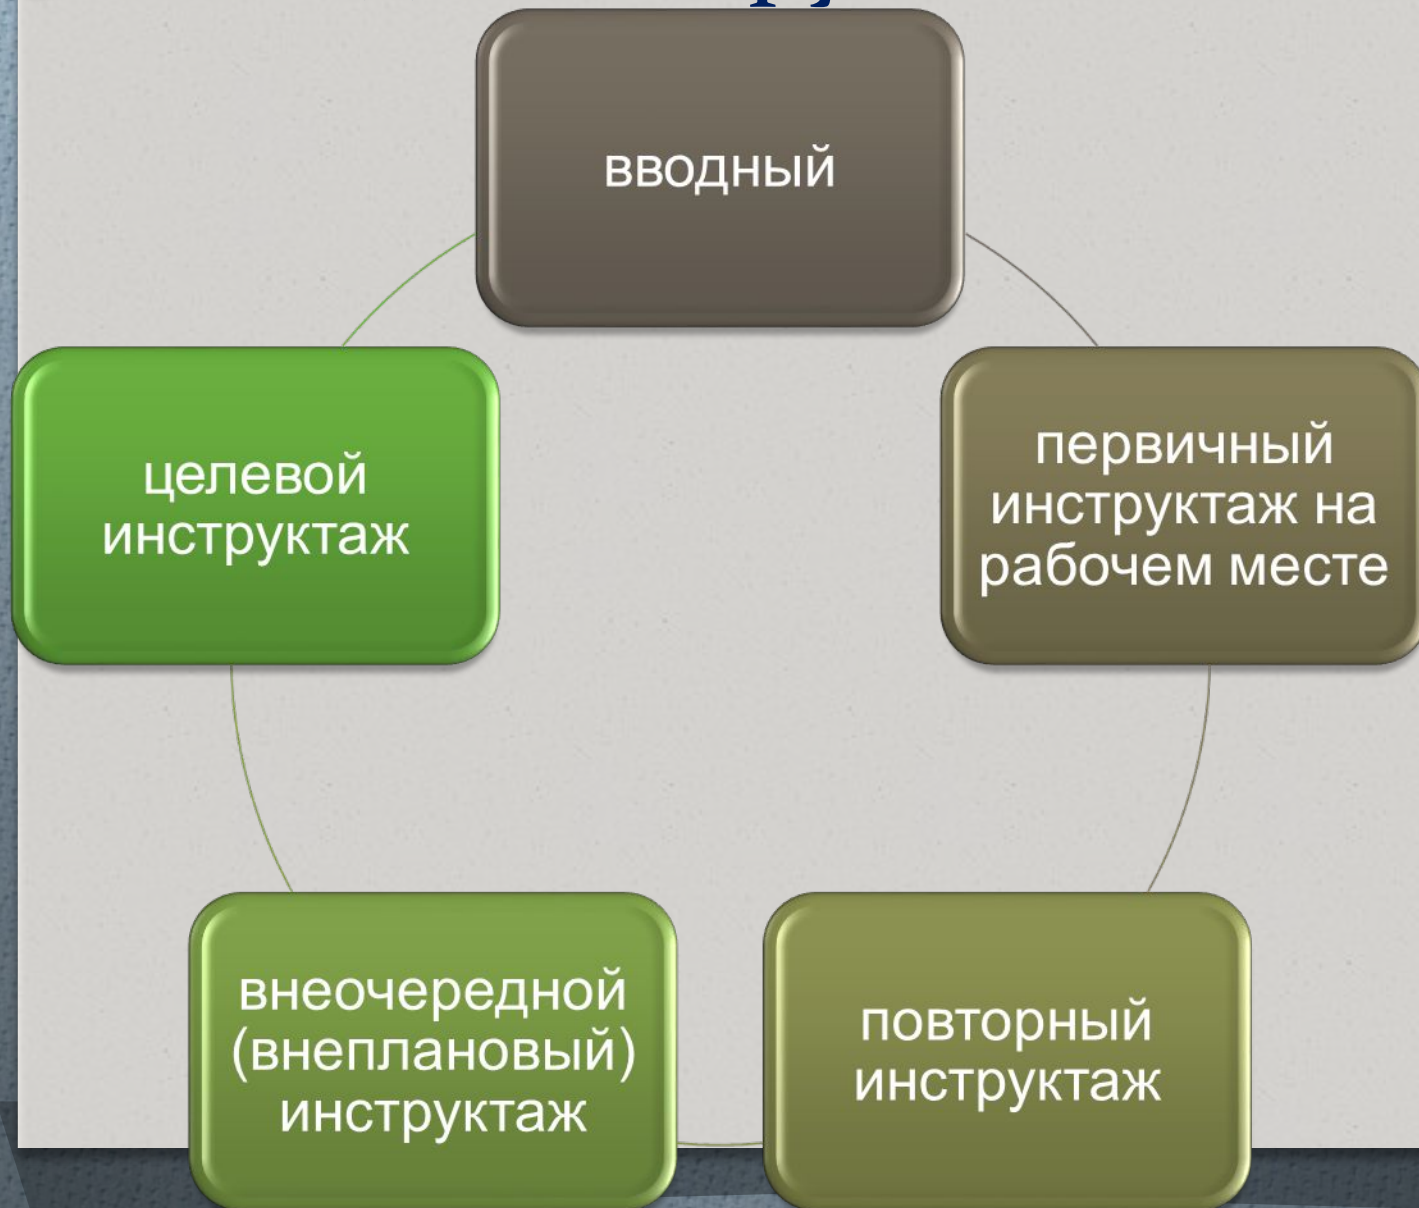 вводный
первичный
инструктаж на
рабочем месте
повторный
инструктаж
внеочередной
(внеплановый)
инструктаж
целевой
инструктаж